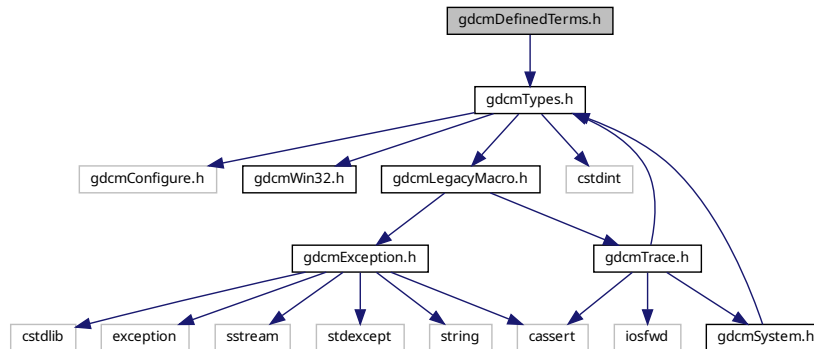 gdcmDefinedTerms.h
gdcmTypes.h
gdcmConfigure.h
gdcmWin32.h
gdcmLegacyMacro.h
cstdint
gdcmException.h
gdcmTrace.h
cstdlib
exception
sstream
stdexcept
string
cassert
iosfwd
gdcmSystem.h